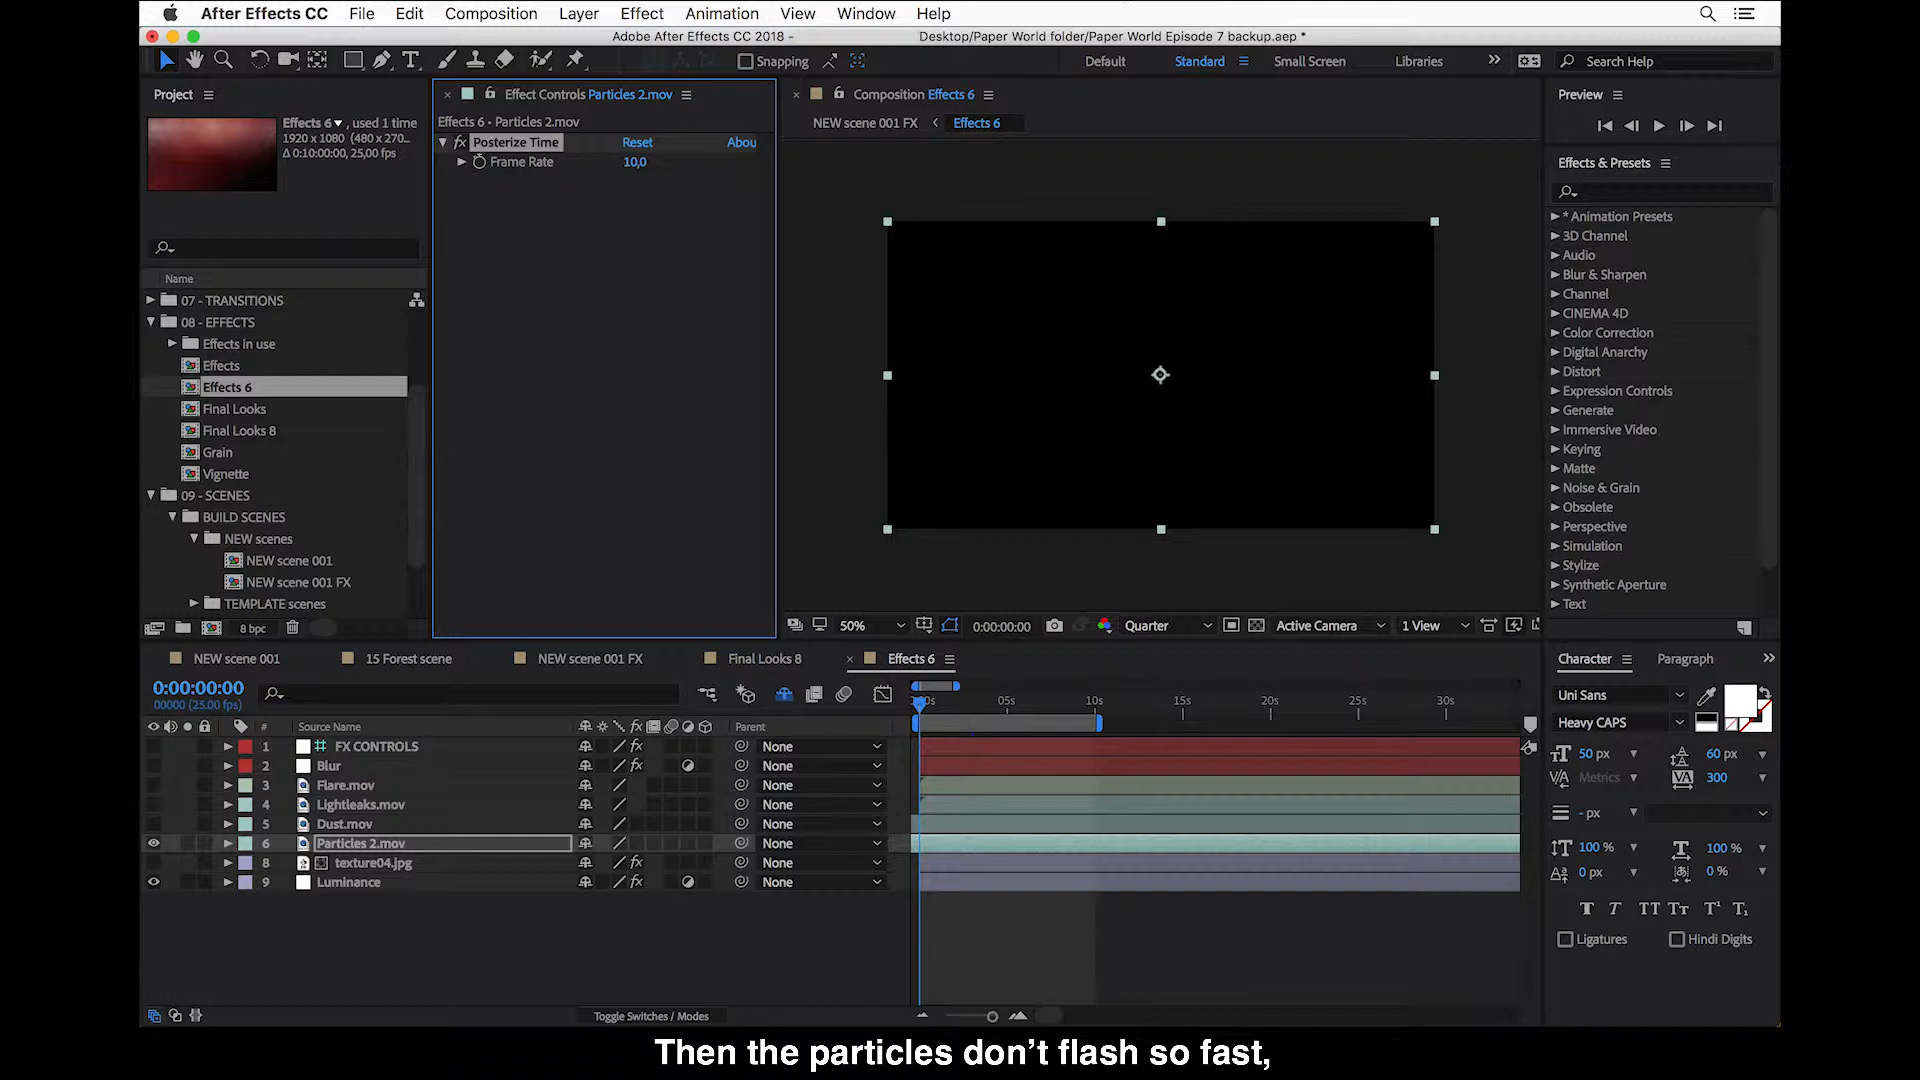 After Effects CC File Edit Composition Layer Effect Animation View Window Help
Adobe After Effects CC 2018 - Desktop/Paper World folder/Paper World Episode 7 backup.aep *
Snapping Default Standard Small Screen Libraries Search Help
Project
Effects 6 , used 1 time
1920 x 1080 (480 x 270...
Δ 0:10:00:00, 25,00 fps)
Name
07 - TRANSITIONS
08 - EFFECTS
Effects in use
Effects
Effects 6
Final Looks
Final Looks 8
Grain
Vignette
09 - SCENES
BUILD SCENES
NEW scenes
NEW scene 001
NEW scene 001 FX
TEMPLATE scenes
8 bpc
Effect Controls Particles 2.mov
Effects 6 • Particles 2.mov
fx Posterize Time Reset Abou
Frame Rate 10,0
Composition Effects 6
NEW scene 001 FX Effects 6
50% 0:00:00:00 Quarter Active Camera 1 View
Preview
Effects & Presets
* Animation Presets
3D Channel
Audio
Blur & Sharpen
Channel
CINEMA 4D
Color Correction
Digital Anarchy
Distort
Expression Controls
Generate
Immersive Video
Keying
Matte
Noise & Grain
Obsolete
Perspective
Simulation
Stylize
Synthetic Aperture
Text
NEW scene 001 15 Forest scene NEW scene 001 FX Final Looks 8 Effects 6
0:00:00:00
00000 (25.00 fps)
05s 10s 15s 20s 25s 30s
# Source Name fx Parent
1 FX CONTROLS fx None
2 Blur fx None
3 Flare.mov None
4 Lightleaks.mov None
5 Dust.mov None
6 Particles 2.mov None
8 texture04.jpg fx None
9 Luminance fx None
Toggle Switches / Modes
Character Paragraph
Uni Sans
Heavy CAPS
50 px 60 px
Metrics 300
- px
100 % 100 %
0 px 0 %
T T TT Tт T¹ T₁
Ligatures Hindi Digits
Then the particles don’t flash so fast,